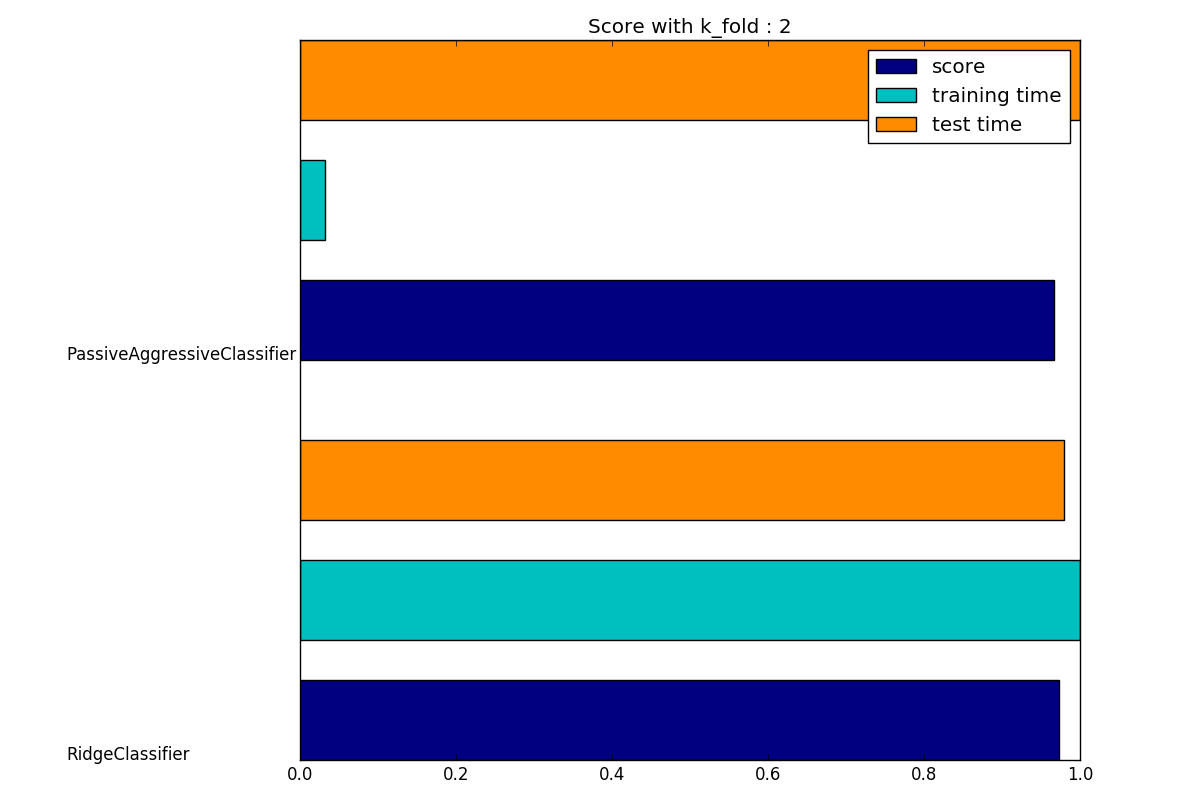 Score with k_fold : 2
score
training time
test time
PassiveAggressiveClassifier
RidgeClassifier
0.0 0.2 0.4 0.6 0.8 1.0